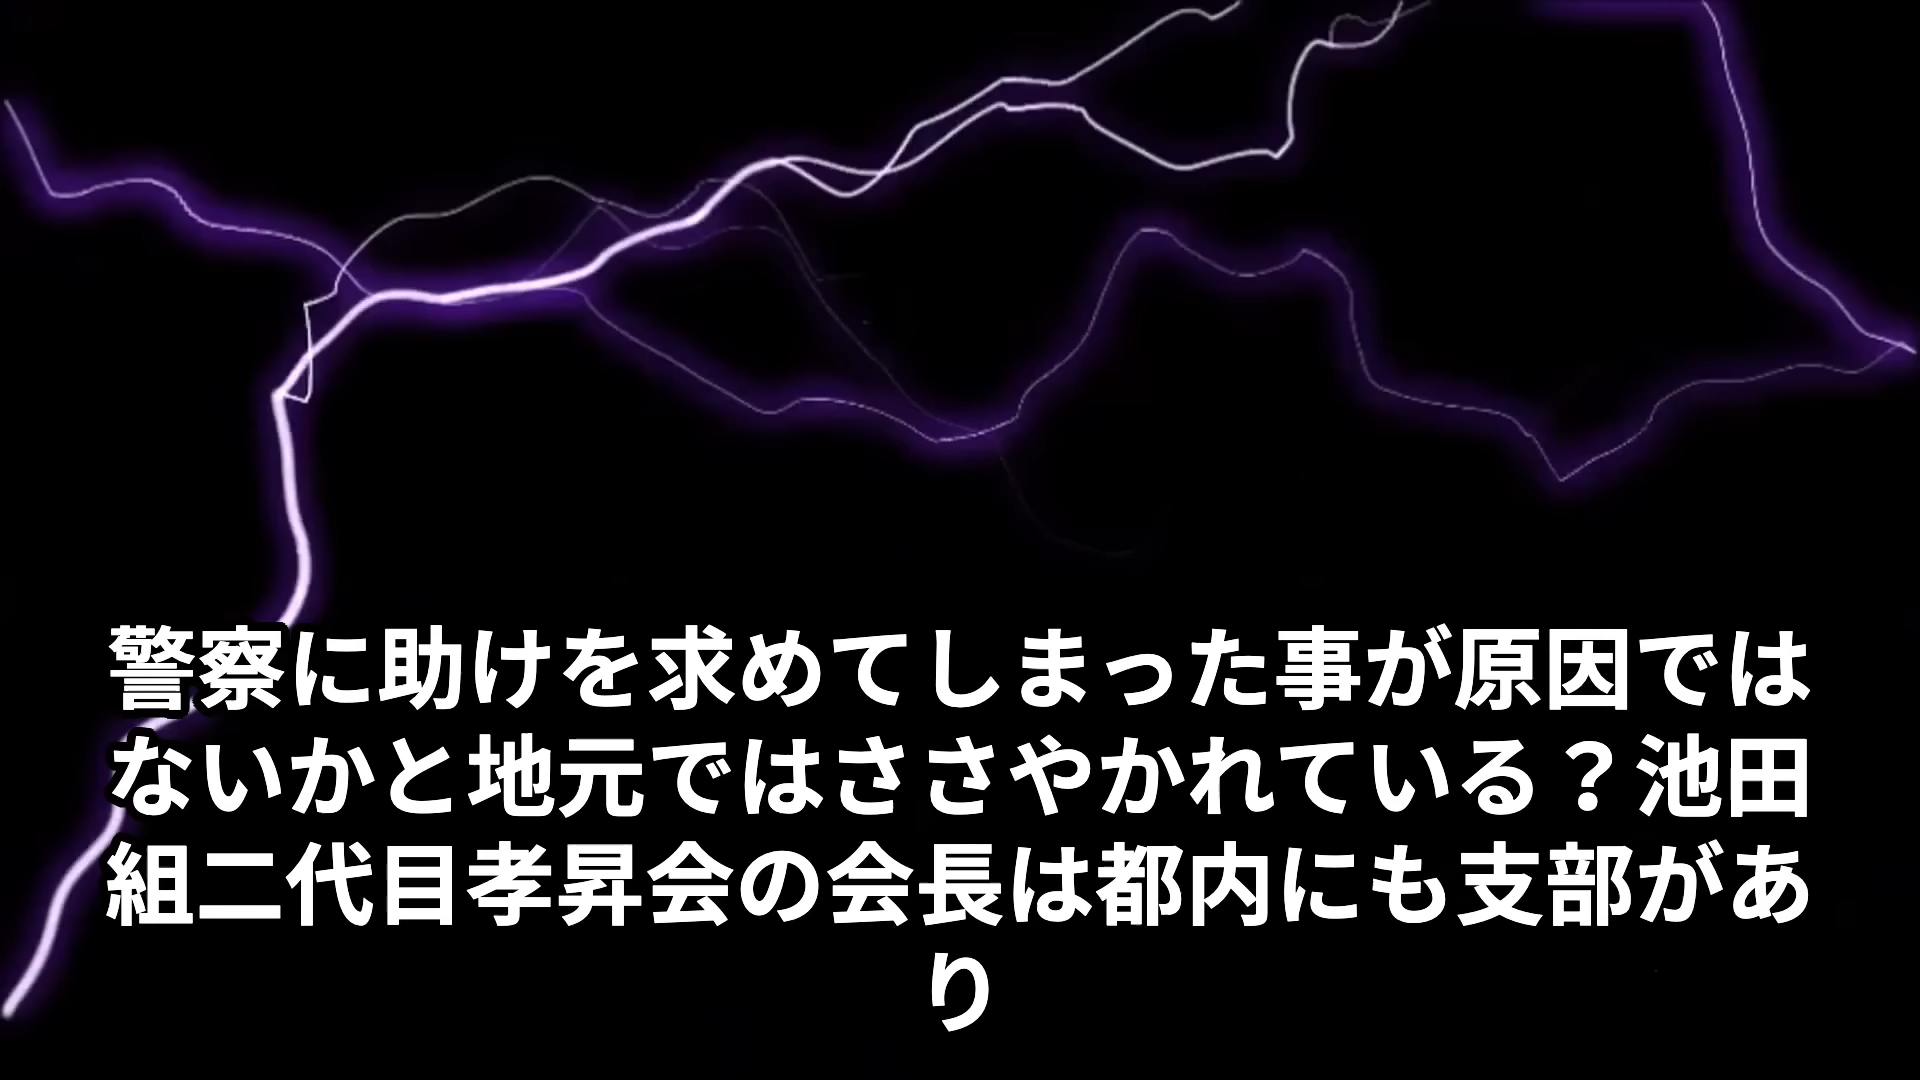 警察に助けを求めてしまった事が原因では
ないかと地元ではささやかれている？池田
組二代目孝昇会の会長は都内にも支部があ
り